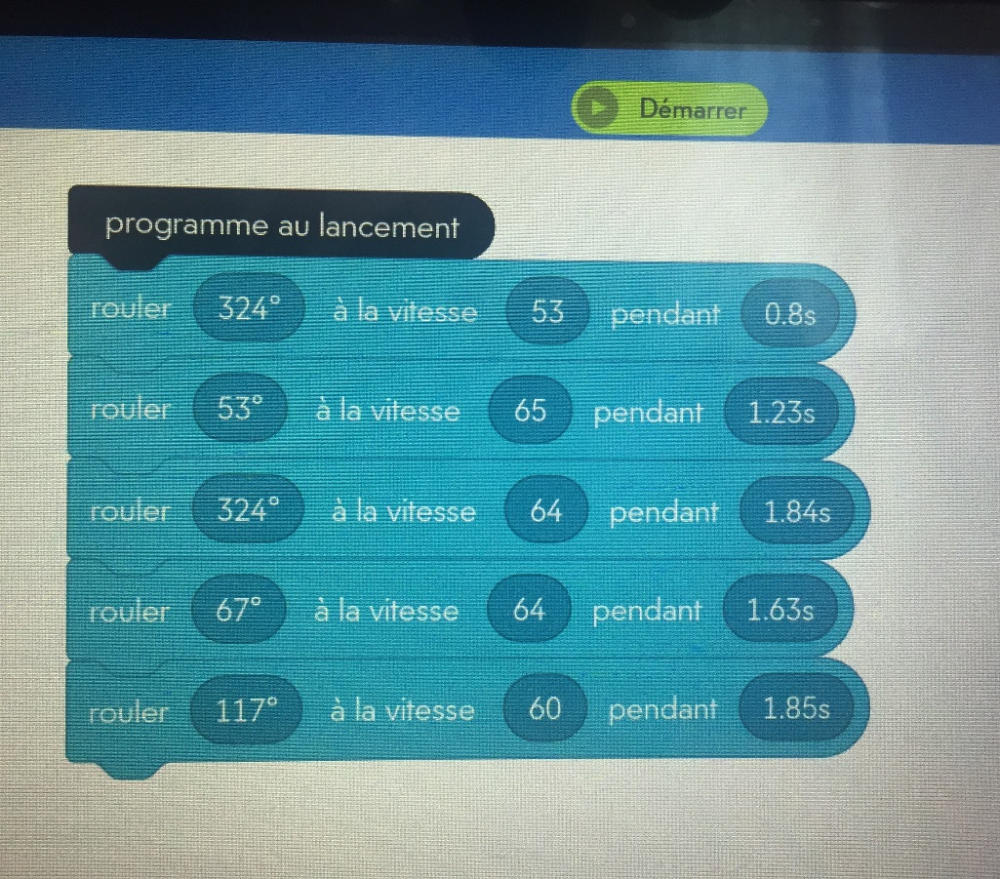 Démarrer
programme au lancement
rouler 324° à la vitesse 53 pendant 0.8s
rouler 53° à la vitesse 65 pendant 1.23s
rouler 324° à la vitesse 64 pendant 1.84s
rouler 67° à la vitesse 64 pendant 1.63s
rouler 117° à la vitesse 60 pendant 1.85s